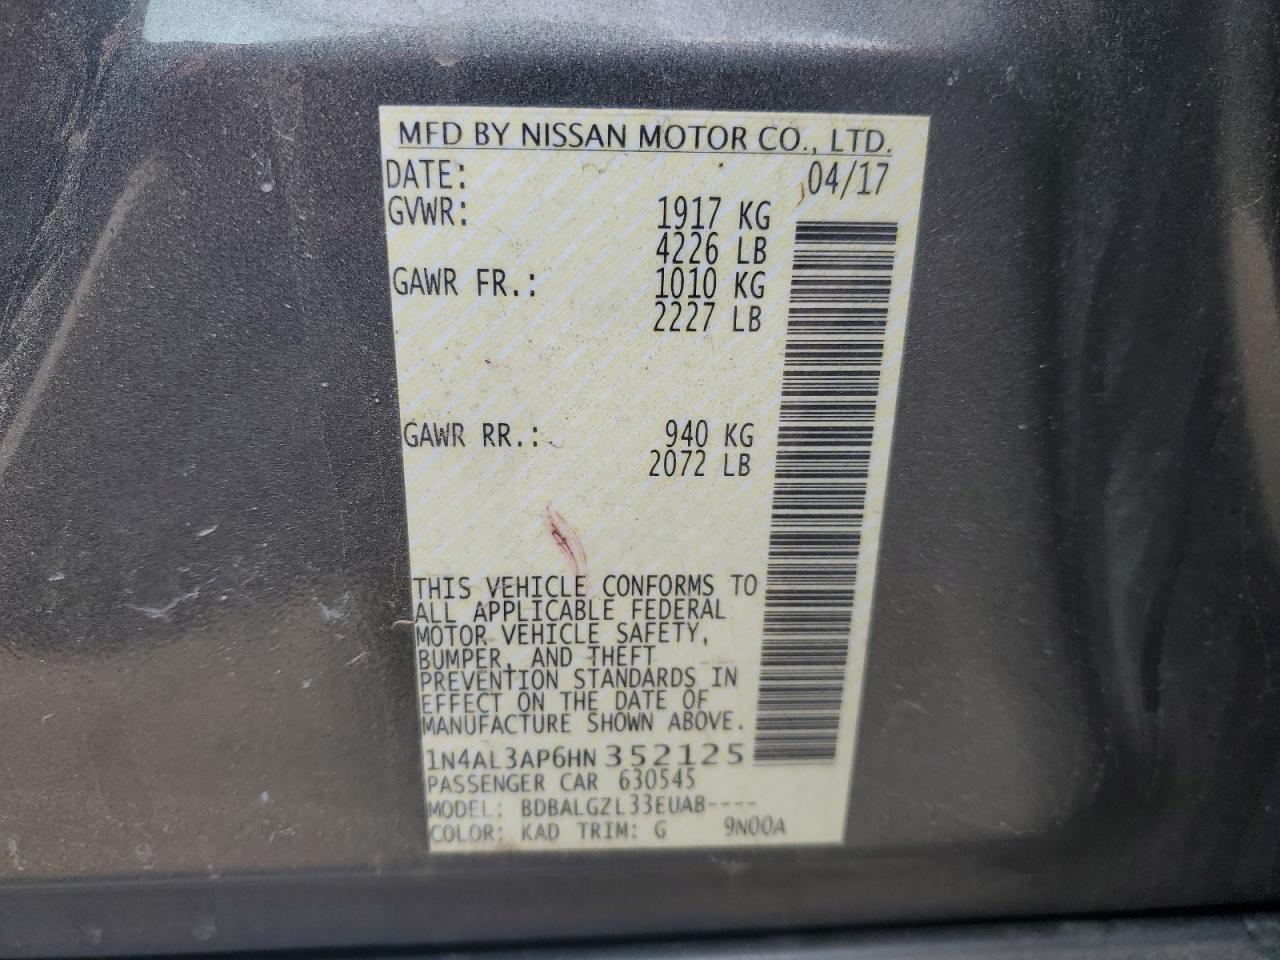 MFD BY NISSAN MOTOR CO., LTD.
DATE: 04/17
GVWR: 1917 KG
4226 LB
GAWR FR.: 1010 KG
2227 LB
GAWR RR.: 940 KG
2072 LB
THIS VEHICLE CONFORMS TO
ALL APPLICABLE FEDERAL
MOTOR VEHICLE SAFETY,
BUMPER, AND THEFT
PREVENTION STANDARDS IN
EFFECT ON THE DATE OF
MANUFACTURE SHOWN ABOVE.
1N4AL3AP6HN352125
PASSENGER CAR 630545
MODEL: BDBALGZL33EUAB----
COLOR: KAD TRIM: G 9N00A